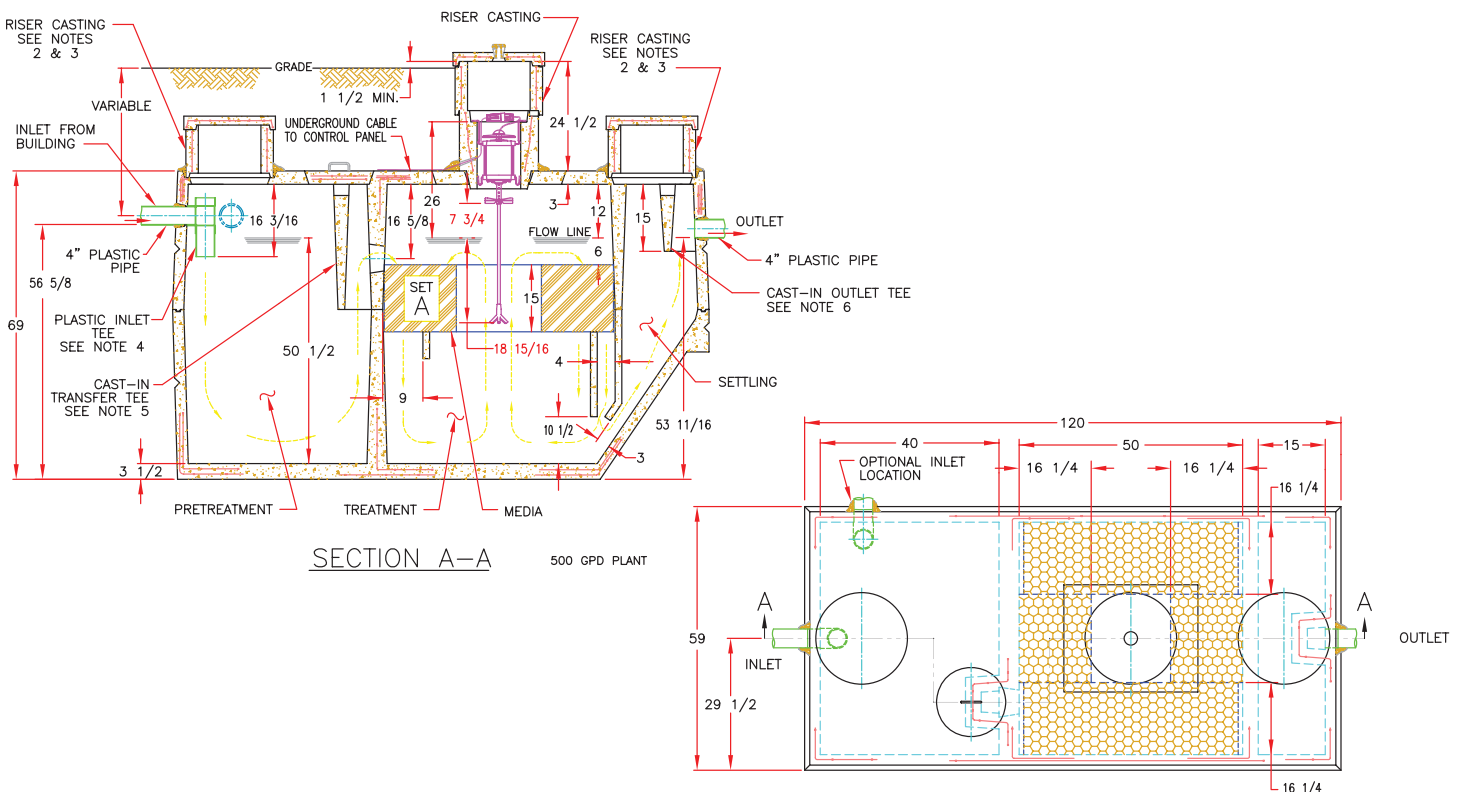 RISER CASTING
SEE NOTES
2 & 3
RISER CASTING
RISER CASTING
SEE NOTES
2 & 3
GRADE
1 1/2 MIN.
VARIABLE
24 1/2
INLET FROM
BUILDING
UNDERGROUND CABLE
TO CONTROL PANEL
26
3
12
15
16 3/16
16 5/8
7 3/4
FLOW LINE
OUTLET
4" PLASTIC
PIPE
6
4" PLASTIC PIPE
56 5/8
SET
A
15
CAST-IN OUTLET TEE
SEE NOTE 6
69
PLASTIC INLET
TEE
SEE NOTE 4
50 1/2
18 15/16
4
CAST-IN
TRANSFER TEE
SEE NOTE 5
9
SETTLING
10 1/2
53 11/16
3
3 1/2
PRETREATMENT
TREATMENT
MEDIA
SECTION A-A
500 GPD PLANT
120
40
50
15
OPTIONAL INLET
LOCATION
16 1/4
16 1/4
16 1/4
A
A
59
INLET
OUTLET
29 1/2
16 1/4